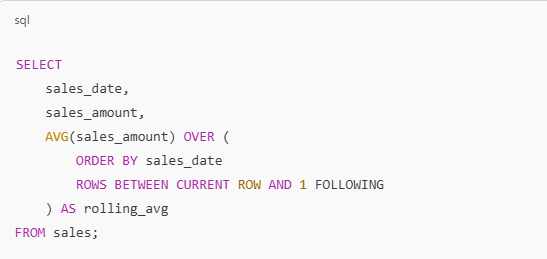 sql
SELECT
sales_date,
sales_amount,
AVG(sales_amount) OVER (
ORDER BY sales_date
ROWS BETWEEN CURRENT ROW AND 1 FOLLOWING
) AS rolling_avg
FROM sales;